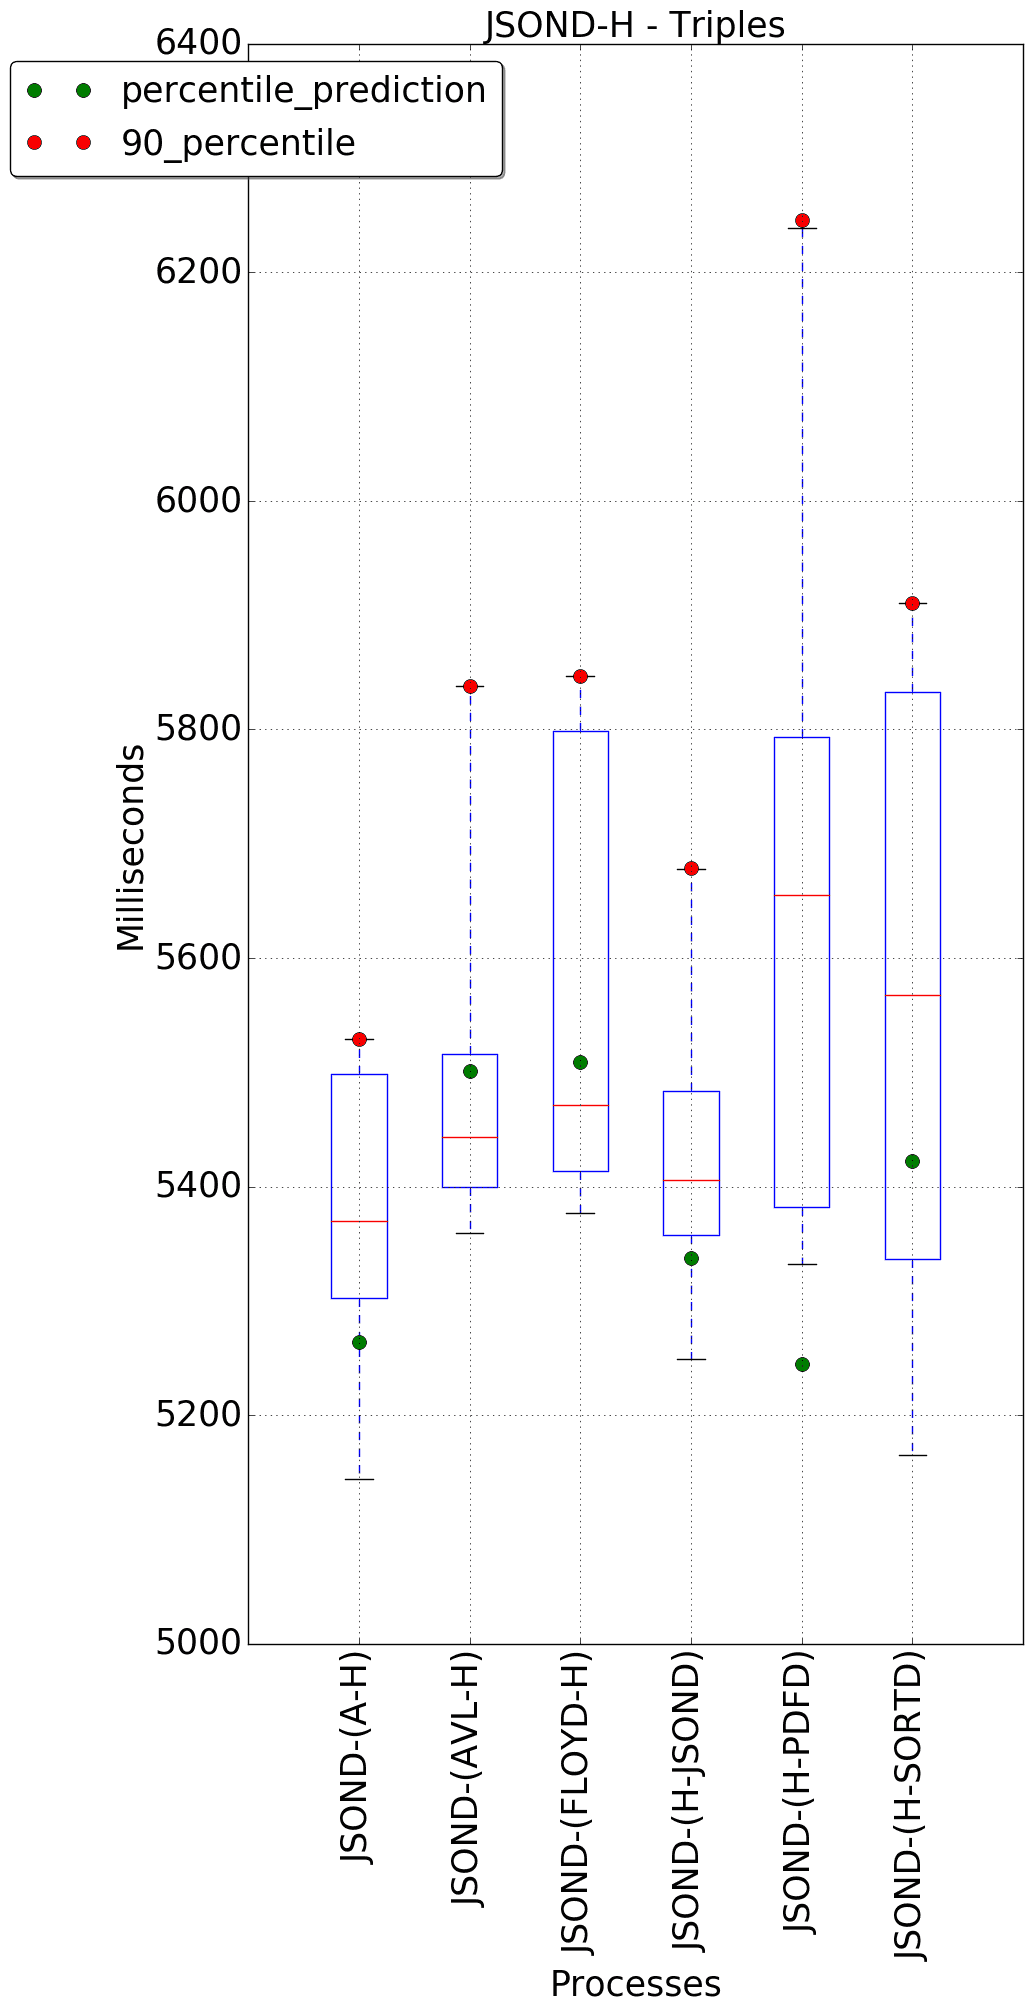 JSOND-H - Triples
percentile_prediction
90_percentile
6400
6200
6000
5800
5600
5400
5200
5000
Milliseconds
JSOND-(A-H)
JSOND-(AVL-H)
JSOND-(FLOYD-H)
JSOND-(H-JSOND)
JSOND-(H-PDFD)
JSOND-(H-SORTD)
Processes